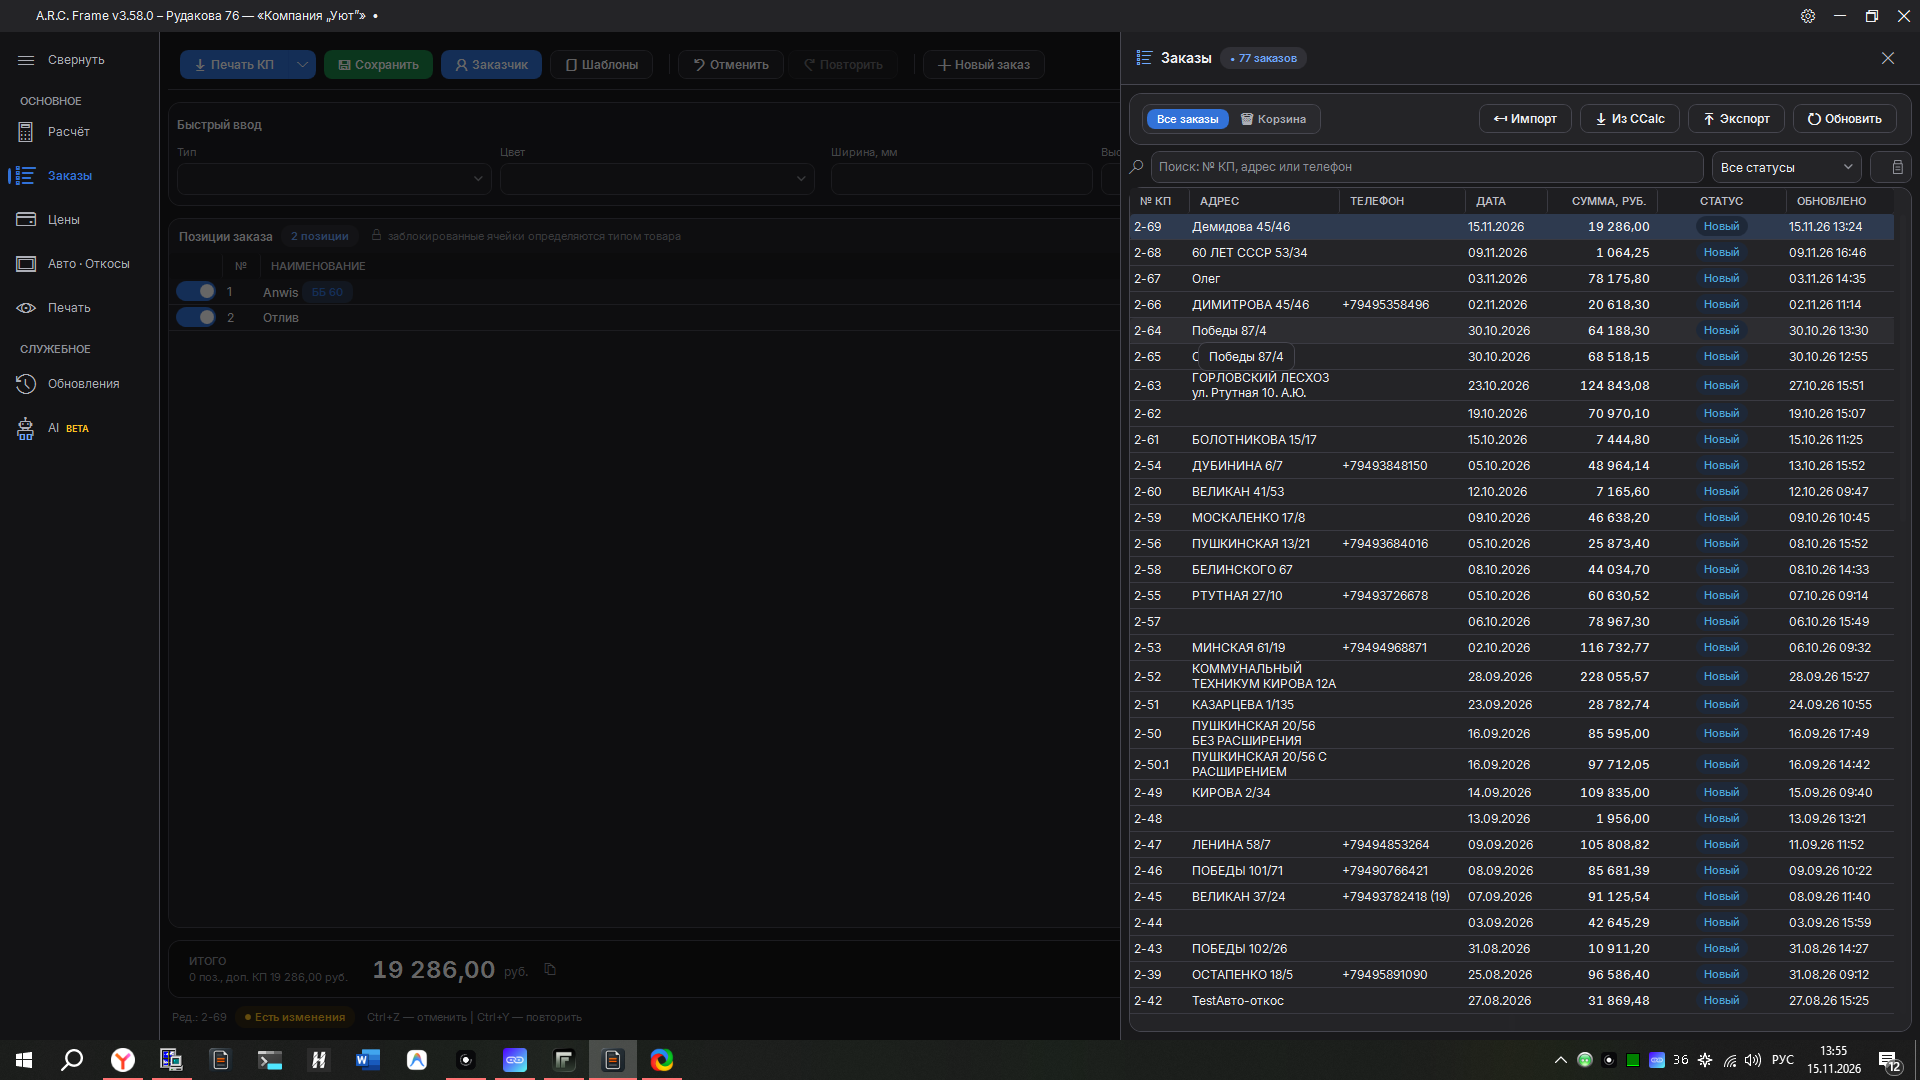 A.R.C. Frame v3.58.0 – Рудакова 76 — «Компания „Уют“» •
Свернуть
ОСНОВНОЕ
Расчёт
Заказы
Цены
Авто · Откосы
Печать
СЛУЖЕБНОЕ
Обновления
AI BETA
Печать КП
Сохранить
Заказчик
Шаблоны
Отменить
Повторить
Новый заказ
Быстрый ввод
Тип
Цвет
Ширина, мм
Выс
Позиции заказа 2 позиции заблокированные ячейки определяются типом товара
№ НАИМЕНОВАНИЕ
1 Anwis ББ 60
2 Отлив
ИТОГО
0 поз., доп. КП 19 286,00 руб.
19 286,00 руб.
Ред.: 2-69 • Есть изменения Ctrl+Z — отменить | Ctrl+Y — повторить
Заказы • 77 заказов
Все заказы Корзина
Импорт Из CCalc Экспорт Обновить
Поиск: № КП, адрес или телефон Все статусы
№ КП АДРЕС ТЕЛЕФОН ДАТА СУММА, РУБ. СТАТУС ОБНОВЛЕНО
2-69 Демидова 45/46 15.11.2026 19 286,00 Новый 15.11.26 13:24
2-68 60 ЛЕТ СССР 53/34 09.11.2026 1 064,25 Новый 09.11.26 16:46
2-67 Олег 03.11.2026 78 175,80 Новый 03.11.26 14:35
2-66 ДИМИТРОВА 45/46 +79495358496 02.11.2026 20 618,30 Новый 02.11.26 11:14
2-64 Победы 87/4 30.10.2026 64 188,30 Новый 30.10.26 13:30
2-65 С Победы 87/4 30.10.2026 68 518,15 Новый 30.10.26 12:55
2-63 ГОРЛОВСКИЙ ЛЕСХОЗ
ул. Ртутная 10. А.Ю. 23.10.2026 124 843,08 Новый 27.10.26 15:51
2-62 19.10.2026 70 970,10 Новый 19.10.26 15:07
2-61 БОЛОТНИКОВА 15/17 15.10.2026 7 444,80 Новый 15.10.26 11:25
2-54 ДУБИНИНА 6/7 +79493848150 05.10.2026 48 964,14 Новый 13.10.26 15:52
2-60 ВЕЛИКАН 41/53 12.10.2026 7 165,60 Новый 12.10.26 09:47
2-59 МОСКАЛЕНКО 17/8 09.10.2026 46 638,20 Новый 09.10.26 10:45
2-56 ПУШКИНСКАЯ 13/21 +79493684016 05.10.2026 25 873,40 Новый 08.10.26 15:52
2-58 БЕЛИНСКОГО 67 08.10.2026 44 034,70 Новый 08.10.26 14:33
2-55 РТУТНАЯ 27/10 +79493726678 05.10.2026 60 630,52 Новый 07.10.26 09:14
2-57 06.10.2026 78 967,30 Новый 06.10.26 15:49
2-53 МИНСКАЯ 61/19 +79494968871 02.10.2026 116 732,77 Новый 06.10.26 09:32
2-52 КОММУНАЛЬНЫЙ
ТЕХНИКУМ КИРОВА 12А 28.09.2026 228 055,57 Новый 28.09.26 15:27
2-51 КАЗАРЦЕВА 1/135 23.09.2026 28 782,74 Новый 24.09.26 10:55
2-50 ПУШКИНСКАЯ 20/56
БЕЗ РАСШИРЕНИЯ 16.09.2026 85 595,00 Новый 16.09.26 17:49
2-50.1 ПУШКИНСКАЯ 20/56 С
РАСШИРЕНИЕМ 16.09.2026 97 712,05 Новый 16.09.26 14:42
2-49 КИРОВА 2/34 14.09.2026 109 835,00 Новый 15.09.26 09:40
2-48 13.09.2026 1 956,00 Новый 13.09.26 13:21
2-47 ЛЕНИНА 58/7 +79494853264 09.09.2026 105 808,82 Новый 11.09.26 11:52
2-46 ПОБЕДЫ 101/71 +79490766421 08.09.2026 85 681,39 Новый 09.09.26 10:22
2-45 ВЕЛИКАН 37/24 +79493782418 (19) 07.09.2026 91 125,54 Новый 08.09.26 11:40
2-44 03.09.2026 42 645,29 Новый 03.09.26 15:59
2-43 ПОБЕДЫ 102/26 31.08.2026 10 911,20 Новый 31.08.26 14:27
2-39 ОСТАПЕНКО 18/5 +79495891090 25.08.2026 96 586,40 Новый 31.08.26 09:12
2-42 TestАвто-откос 27.08.2026 31 869,48 Новый 27.08.26 15:25
36 РУС 13:55
15.11.2026
12